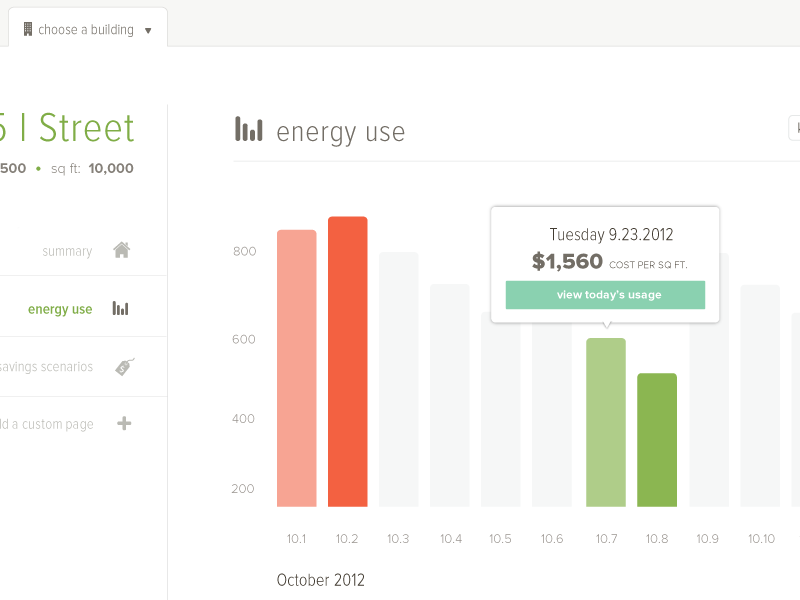 choose a building
5 I Street
500 • sq ft: 10,000
summary
energy use
savings scenarios
a custom page
energy use
Tuesday 9.23.2012
$1,560 COST PER SQ FT.
view today's usage
800
600
400
200
10.1 10.2 10.3 10.4 10.5 10.6 10.7 10.8 10.9 10.10
October 2012